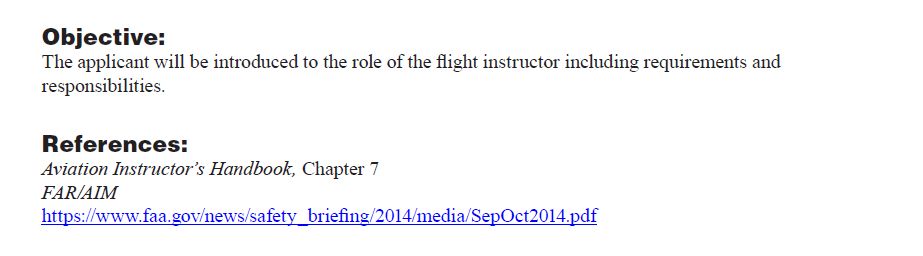 Objective:
The applicant will be introduced to the role of the flight instructor including requirements and
responsibilities.
References:
Aviation Instructor's Handbook, Chapter 7
FAR/AIM
https://www.faa.gov/news/safety_briefing/2014/media/SepOct2014.pdf